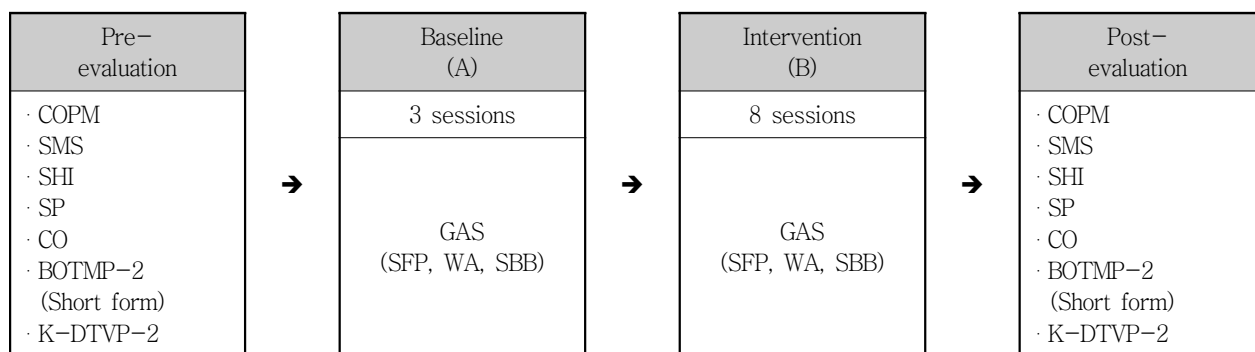 Pre-
evaluation
· COPM
· SMS
· SHI
· SP
· CO
· BOTMP-2
(Short form)
· K-DTVP-2
➔
Baseline
(A)
3 sessions
GAS
(SFP, WA, SBB)
➔
Intervention
(B)
8 sessions
GAS
(SFP, WA, SBB)
➔
Post-
evaluation
· COPM
· SMS
· SHI
· SP
· CO
· BOTMP-2
(Short form)
· K-DTVP-2